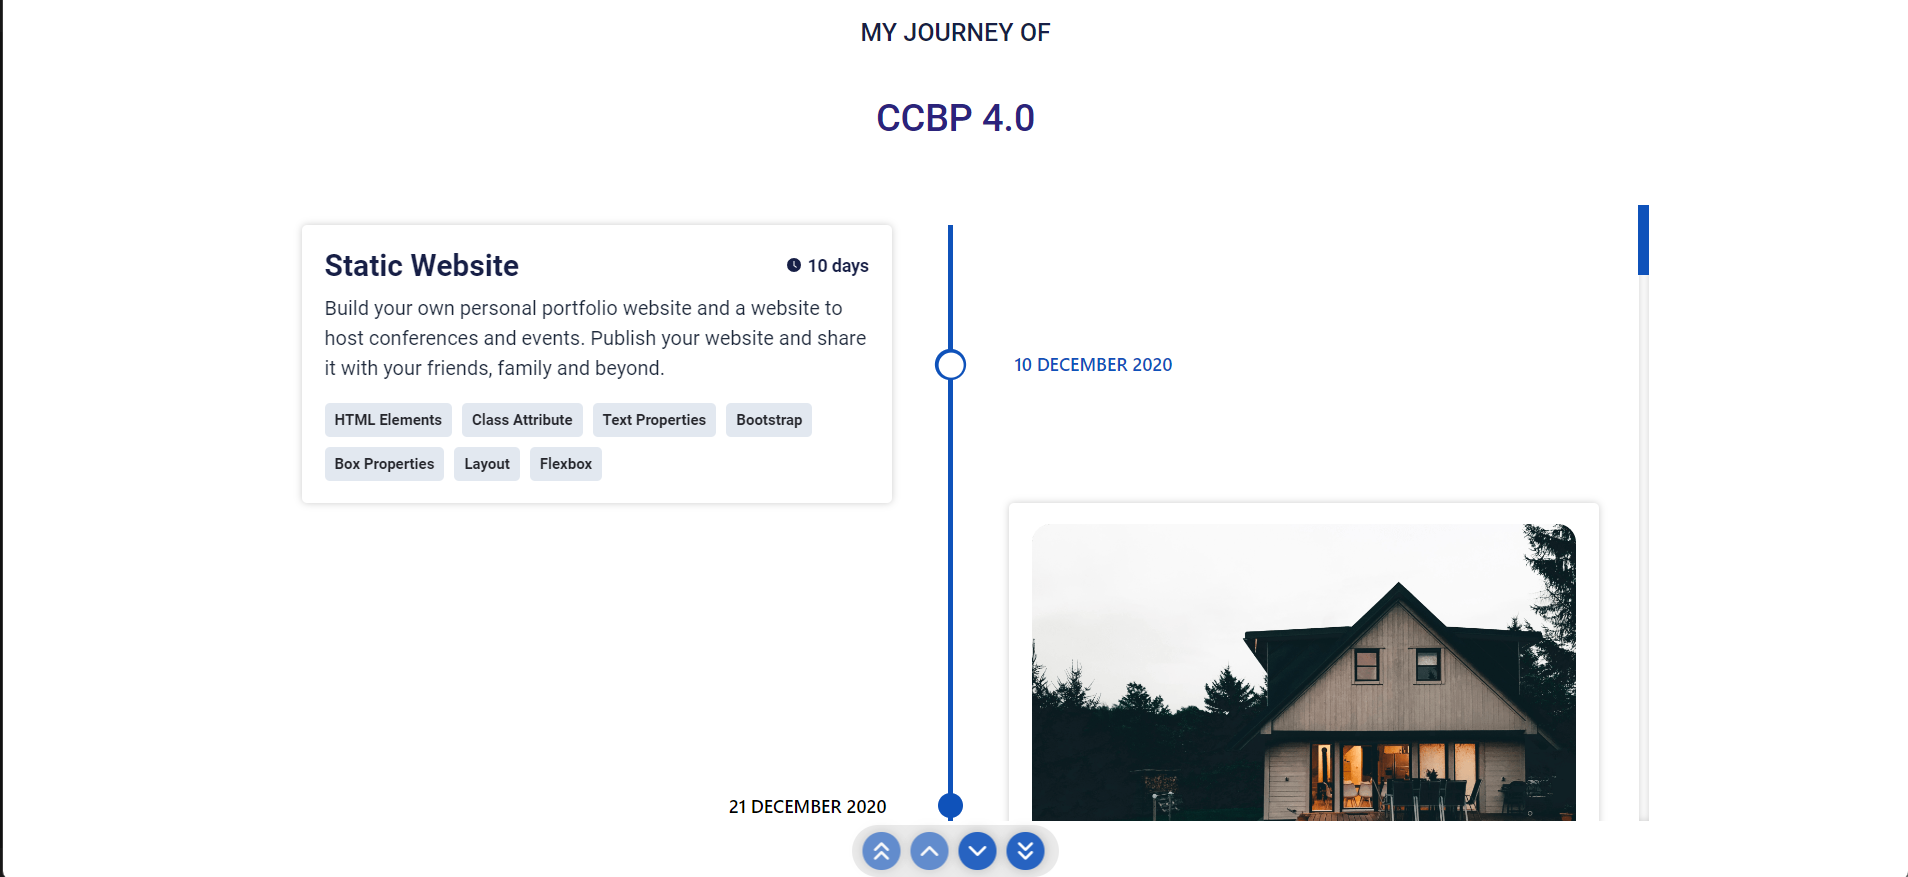 MY JOURNEY OF
CCBP 4.0
Static Website
10 days
Build your own personal portfolio website and a website to
host conferences and events. Publish your website and share
it with your friends, family and beyond.
HTML Elements Class Attribute Text Properties Bootstrap
Box Properties Layout Flexbox
10 DECEMBER 2020
21 DECEMBER 2020